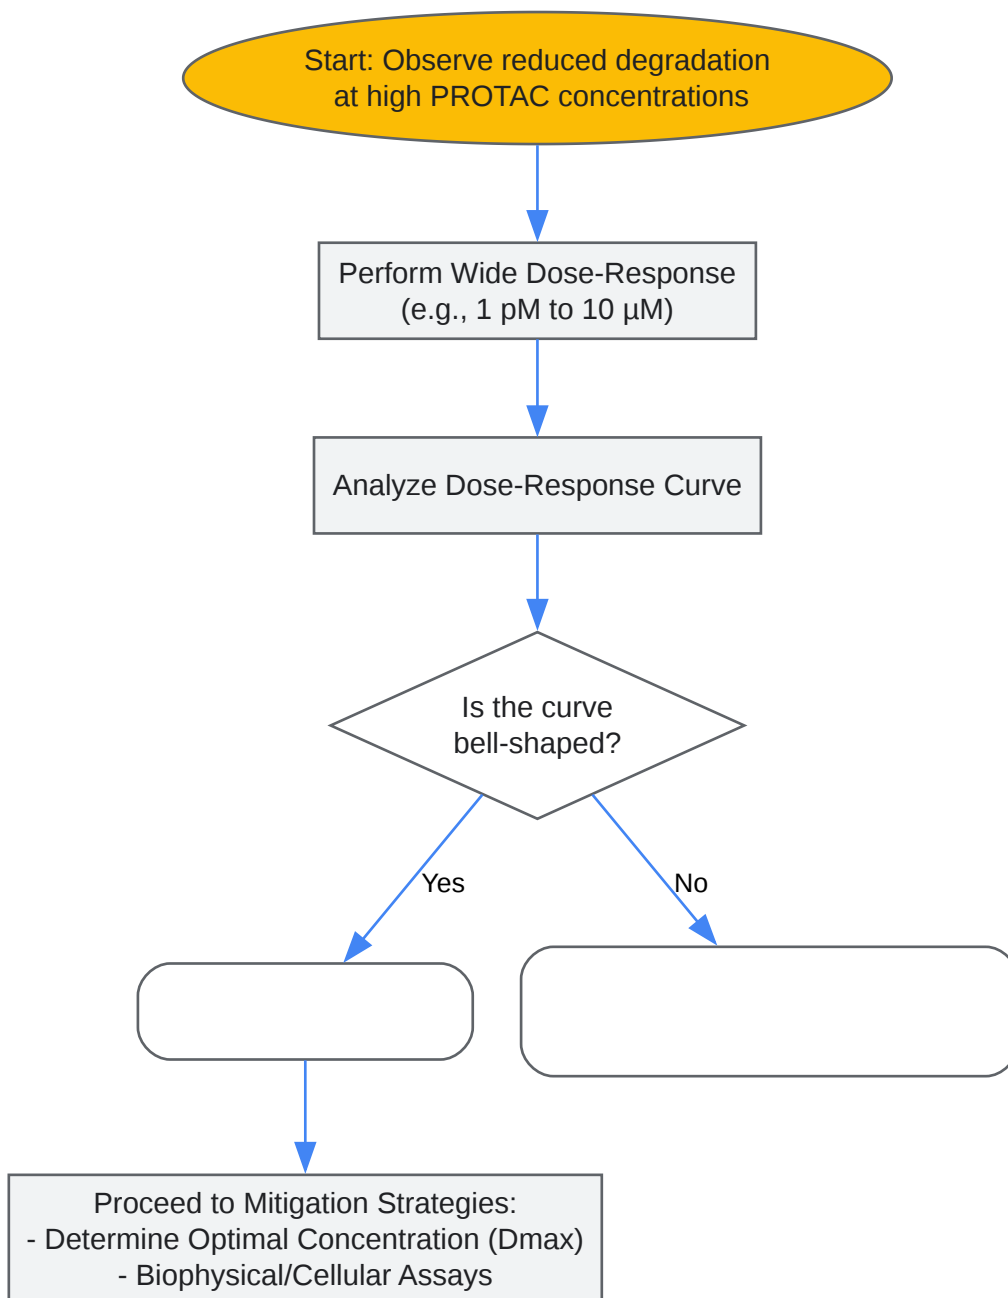 Start: Observe reduced degradation
at high PROTAC concentrations
Perform Wide Dose-Response
(e.g., 1 pM to 10 µM)
Analyze Dose-Response Curve
Is the curve
bell-shaped?
Yes
No
Proceed to Mitigation Strategies:
- Determine Optimal Concentration (Dmax)
- Biophysical/Cellular Assays